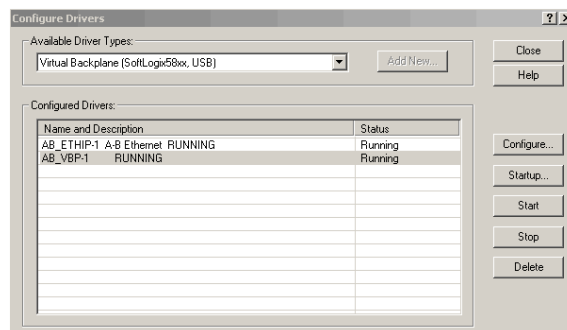 Configure Drivers
Available Driver Types:
Virtual Backplane (SoftLogix58xx, USB)
Add New...
Close
Help
Configured Drivers:
Name and Description Status
AB_ETHIP-1 A-B Ethernet RUNNING Running
AB_VBP-1 RUNNING Running
Configure...
Startup...
Start
Stop
Delete